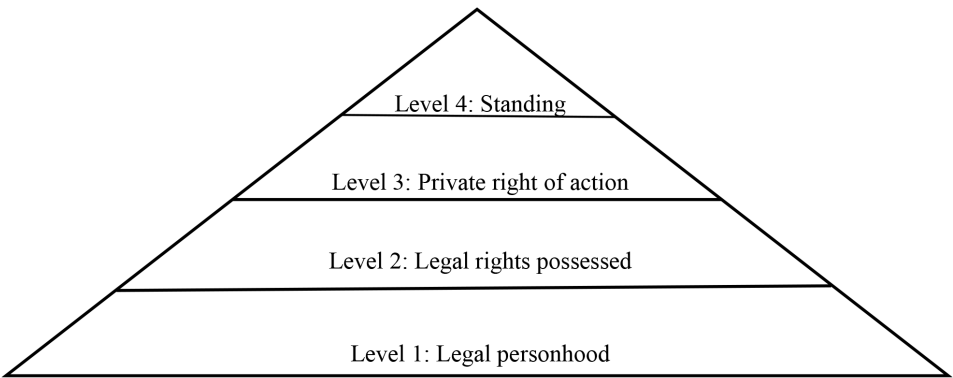 Level 4: Standing
Level 3: Private right of action
Level 2: Legal rights possessed
Level 1: Legal personhood